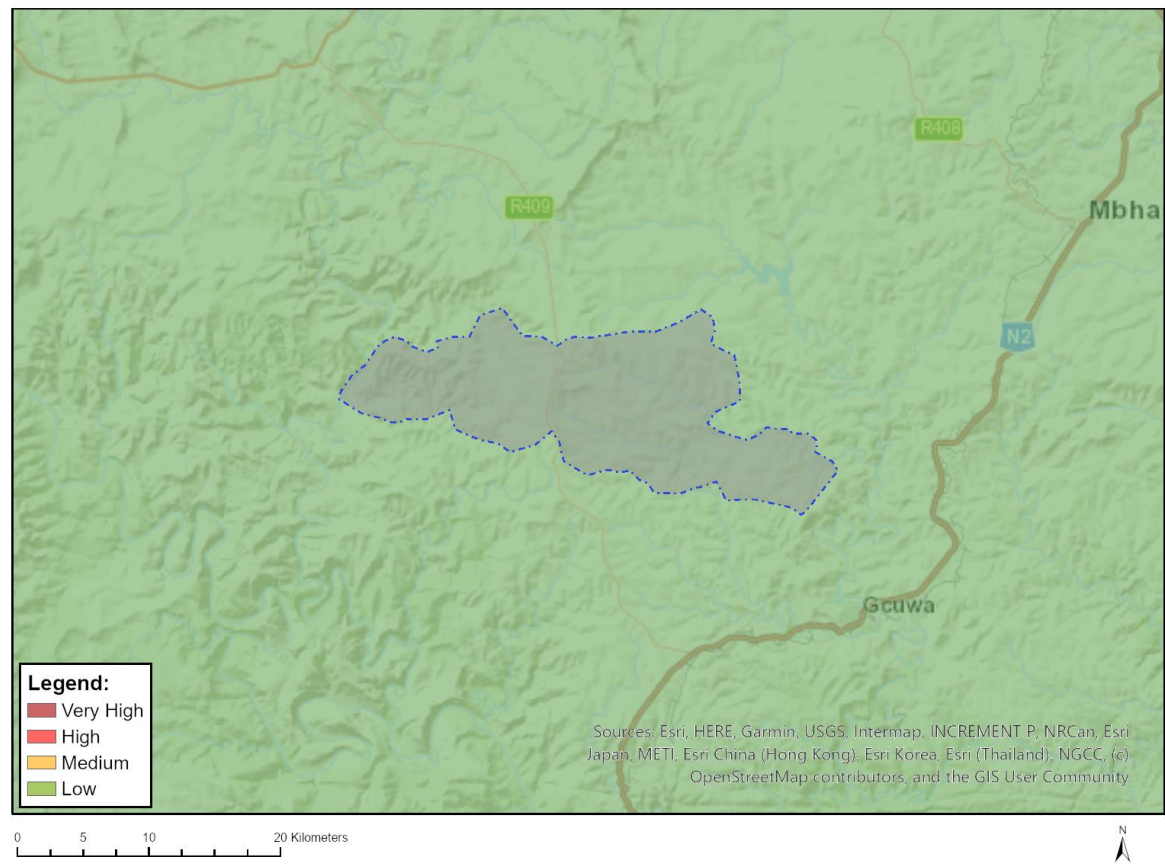 R408
R409
Mbha
N2
Gcuwa
Legend:
Very High
High
Medium
Low
Sources: Esri, HERE, Garmin, USGS, Intermap, INCREMENT P, NRCan, Esri
Japan, METI, Esri China (Hong Kong), Esri Korea, Esri (Thailand), NGCC, (c)
OpenStreetMap contributors, and the GIS User Community
0 5 10 20 Kilometers
N